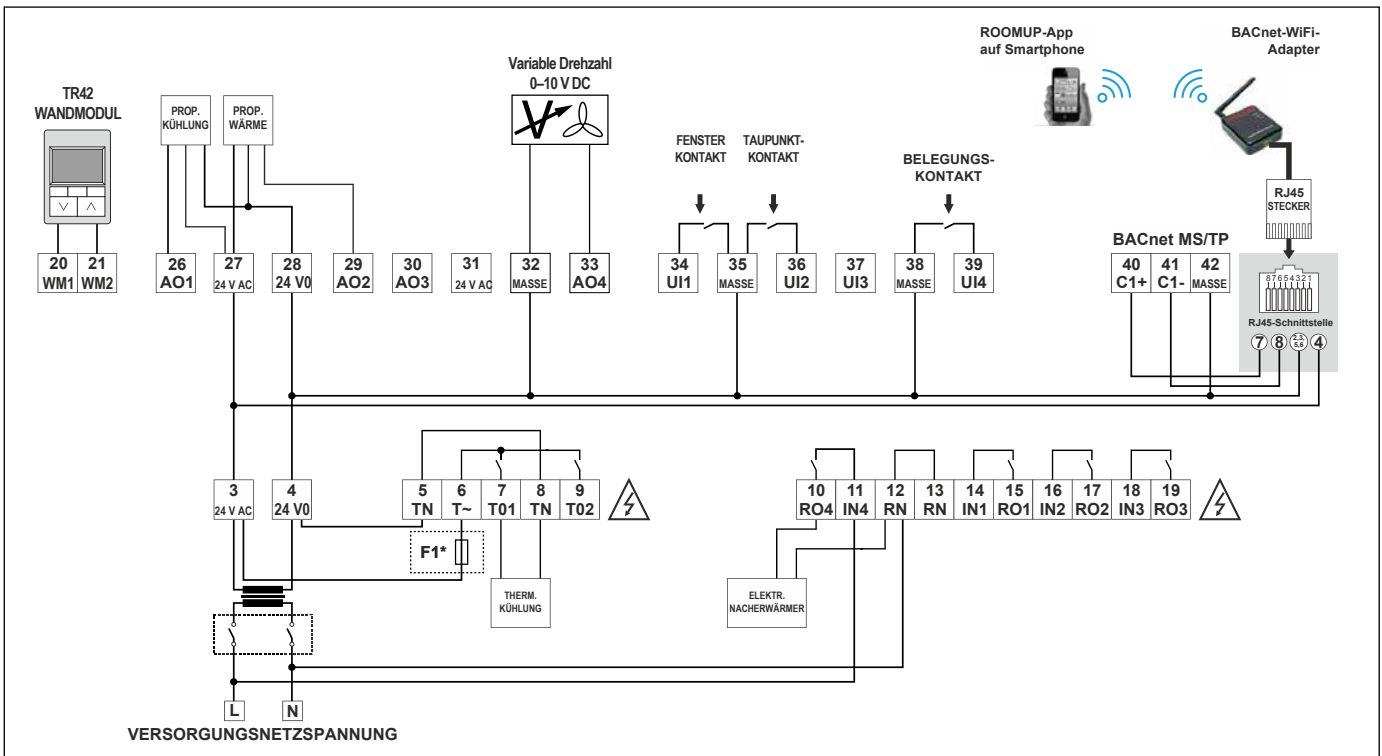 ROOMUP-App
auf Smartphone
BACnet-WiFi-
Adapter
Variable Drehzahl
0–10 V DC
TR42
WANDMODUL
PROP.
KÜHLUNG
PROP.
WÄRME
FENSTER
KONTAKT
TAUPUNKT-
KONTAKT
BELEGUNGS-
KONTAKT
RJ45
STECKER
BACnet MS/TP
20
WM1
21
WM2
26
AO1
27
24 V AC
28
24 V0
29
AO2
30
AO3
31
24 V AC
32
MASSE
33
AO4
34
UI1
35
MASSE
36
UI2
37
UI3
38
MASSE
39
UI4
40
C1+
41
C1-
42
MASSE
87654321
RJ45-Schnittstelle
7
8
2,3,
5,6
4
3
24 V AC
4
24 V0
5
TN
6
T~
7
T01
8
TN
9
T02
10
RO4
11
IN4
12
RN
13
RN
14
IN1
15
RO1
16
IN2
17
RO2
18
IN3
19
RO3
F1*
THERM.
KÜHLUNG
ELEKTR.
NACHERWÄRMER
L
N
VERSORGUNGSNETZSPANNUNG